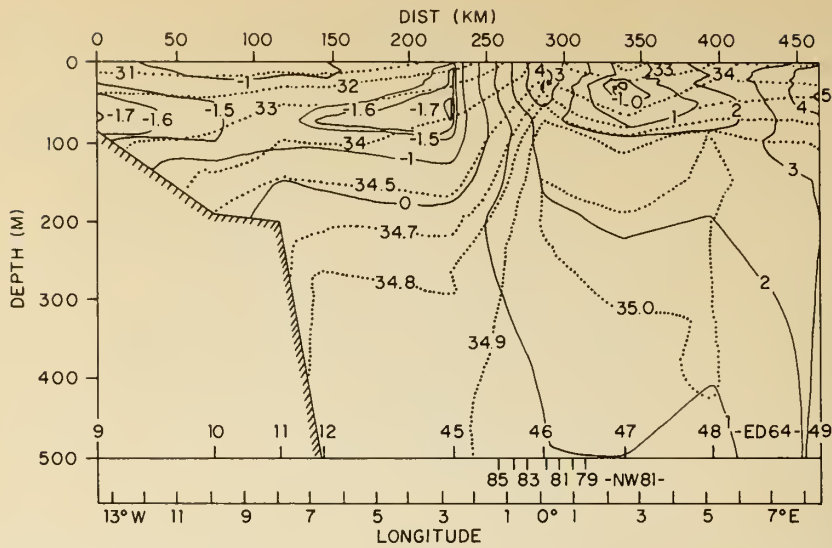 DIST (KM)
0 50 100 150 200 250 300 350 400 450
0 100 200 300 400 500
DEPTH (M)
31 -1 32 4 3 33 34
-1.5 33 -1.6 -1.7 -1.0 5
-1.7 -1.6 -1.5 1 2 4
34 -1 3
34.5 0
34.7
34.8 2
35.0
34.9
1
9 10 11 12 45 46 47 48 -ED64- 49
85 83 81 79 -NW81-
13°W 11 9 7 5 3 1 0° 1 3 5 7°E
LONGITUDE